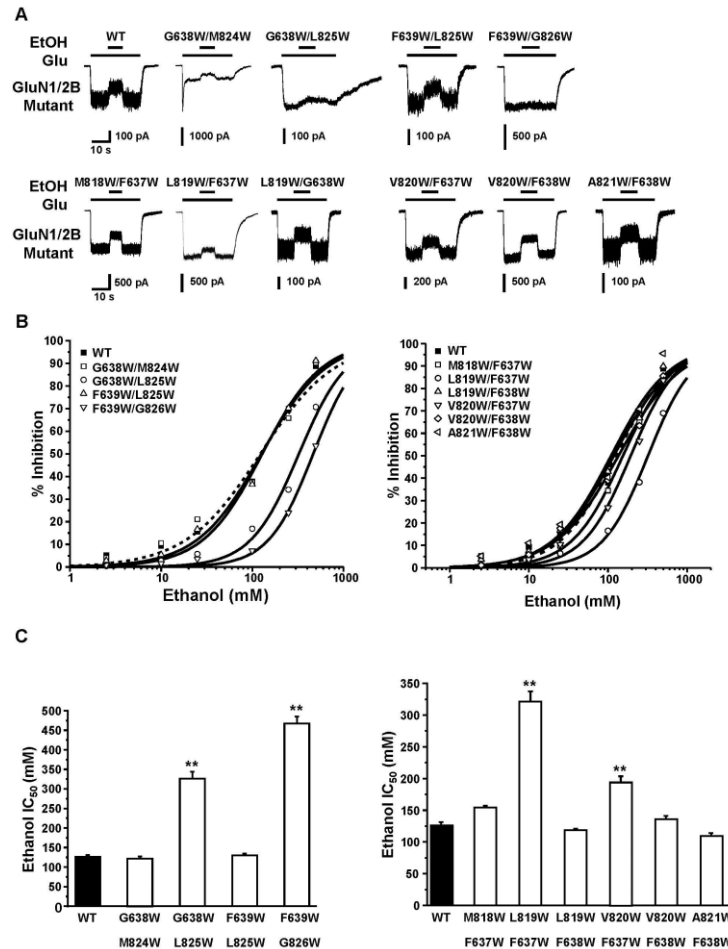 A
WT G638W/M824W G638W/L825W F639W/L825W F639W/G826W
EtOH
Glu
GluN1/2B
Mutant
100 pA 1000 pA 100 pA 100 pA 500 pA
10 s
M818W/F637W L819W/F637W L819W/G638W V820W/F637W V820W/F638W A821W/F638W
EtOH
Glu
GluN1/2B
Mutant
500 pA 500 pA 100 pA 200 pA 500 pA 100 pA
10 s
B
% Inhibition
100
90
80
70
60
50
40
30
20
10
0
1 10 100 1000
Ethanol (mM)
WT
G638W/M824W
G638W/L825W
F639W/L825W
F639W/G826W
% Inhibition
100
90
80
70
60
50
40
30
20
10
0
1 10 100 1000
Ethanol (mM)
WT
M818W/F637W
L819W/F637W
L819W/F638W
V820W/F637W
V820W/F638W
A821W/F638W
C
Ethanol IC50 (mM)
500
450
400
350
300
250
200
150
100
50
0
** **
WT G638W G638W F639W F639W
M824W L825W L825W G826W
Ethanol IC50 (mM)
350
300
250
200
150
100
50
0
** **
WT M818W L819W L819W V820W V820W A821W
F637W F637W F638W F637W F638W F638W